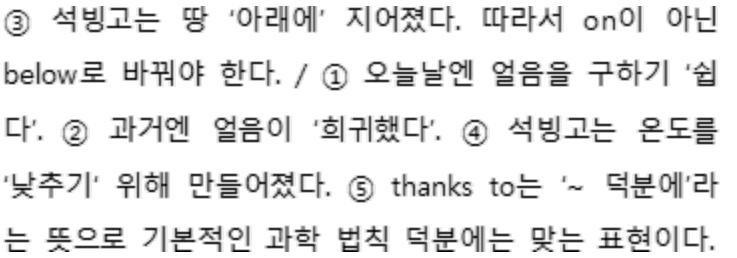 ③ 석빙고는 땅 ‘아래에’ 지어졌다. 따라서 on이 아닌
below로 바꿔야 한다. / ① 오늘날엔 얼음을 구하기 ‘쉽
다’. ② 과거엔 얼음이 ‘희귀했다’. ④ 석빙고는 온도를
‘낮추기‘ 위해 만들어졌다. ⑤ thanks to는 ‘~ 덕분에’라
는 뜻으로 기본적인 과학 법칙 덕분에는 맞는 표현이다.